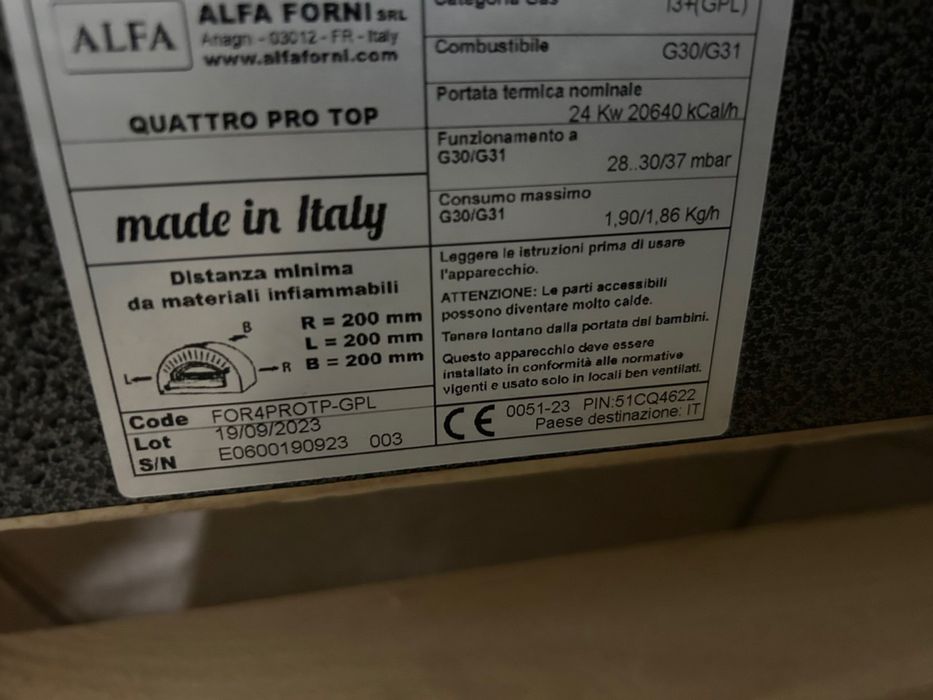 ALFA
ALFA FORNI SRL
Anagni - 03012 - FR - Italy
www.alfaforni.com
QUATTRO PRO TOP
made in Italy
Distanza minima
da materiali infiammabili
R = 200 mm
L = 200 mm
B = 200 mm
B
L
R
Code FOR4PROTP-GPL
Lot 19/09/2023
S/N E0600190923 003
Categoria Gas I3+(GPL)
Combustibile G30/G31
Portata termica nominale
24 Kw 20640 kCal/h
Funzionamento a
G30/G31 28..30/37 mbar
Consumo massimo
G30/G31 1,90/1,86 Kg/h
Leggere le istruzioni prima di usare
l'apparecchio.
ATTENZIONE: Le parti accessibili
possono diventare molto calde.
Tenere lontano dalla portata dei bambini.
Questo apparecchio deve essere
installato in conformità alle normative
vigenti e usato solo in locali ben ventilati.
CE 0051-23 PIN:51CQ4622
Paese destinazione: IT